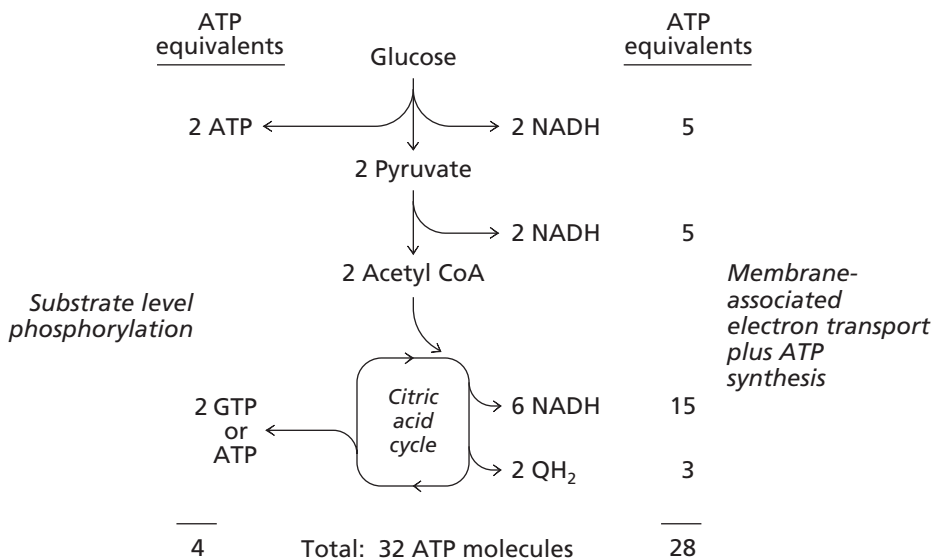 ATP
equivalents
ATP
equivalents
Glucose
2 ATP
2 NADH
5
2 Pyruvate
2 NADH
5
2 Acetyl CoA
Substrate level
phosphorylation
Membrane-
associated
electron transport
plus ATP
synthesis
2 GTP
or
ATP
Citric
acid
cycle
6 NADH
15
2 QH₂
3
4
Total: 32 ATP molecules
28